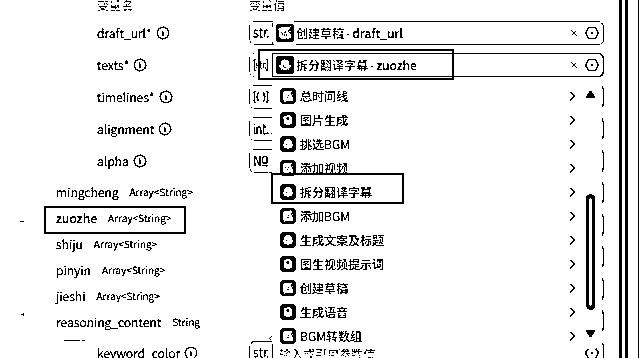 变量名 变量值
draft_url* str. 创建草稿 - draft_url ×
texts* [str] 拆分翻译字幕 - zuozhe ×
timelines* [{}] 总时间线
图片生成
alignment int. 挑选BGM
alpha 添加视频
mingcheng Array<String> 拆分翻译字幕
zuozhe Array<String> 添加BGM
shiju Array<String> 生成文案及标题
pinyin Array<String> 图生视频提示词
jieshi Array<String> 创建草稿
生成语音
reasoning_content String
BGM转数组
keyword_color str. 输入或引用参数值